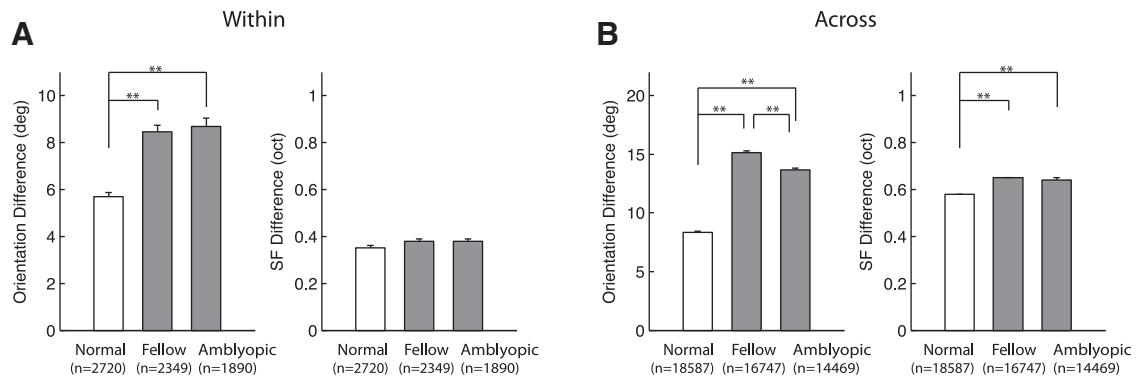 Within
Across
A
B
Orientation Difference (deg)
10
8
6
4
2
0
**
**
Normal
Fellow
Amblyopic
(n=2720)
(n=2349)
(n=1890)
SF Difference (oct)
1
0.8
0.6
0.4
0.2
0
Normal
Fellow
Amblyopic
(n=2720)
(n=2349)
(n=1890)
Orientation Difference (deg)
20
15
10
5
0
**
**
**
Normal
Fellow
Amblyopic
(n=18587)
(n=16747)
(n=14469)
SF Difference (oct)
1
0.8
0.6
0.4
0.2
0
**
**
Normal
Fellow
Amblyopic
(n=18587)
(n=16747)
(n=14469)